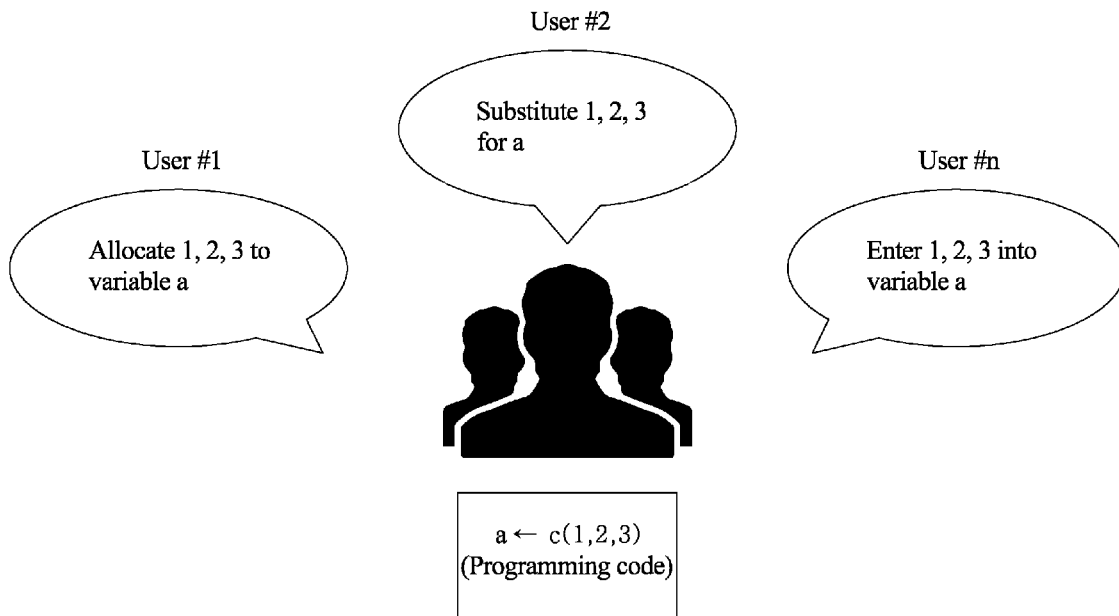 User #2
Substitute 1, 2, 3
for a
User #1
Allocate 1, 2, 3 to
variable a
User #n
Enter 1, 2, 3 into
variable a
a ← c(1,2,3)
(Programming code)